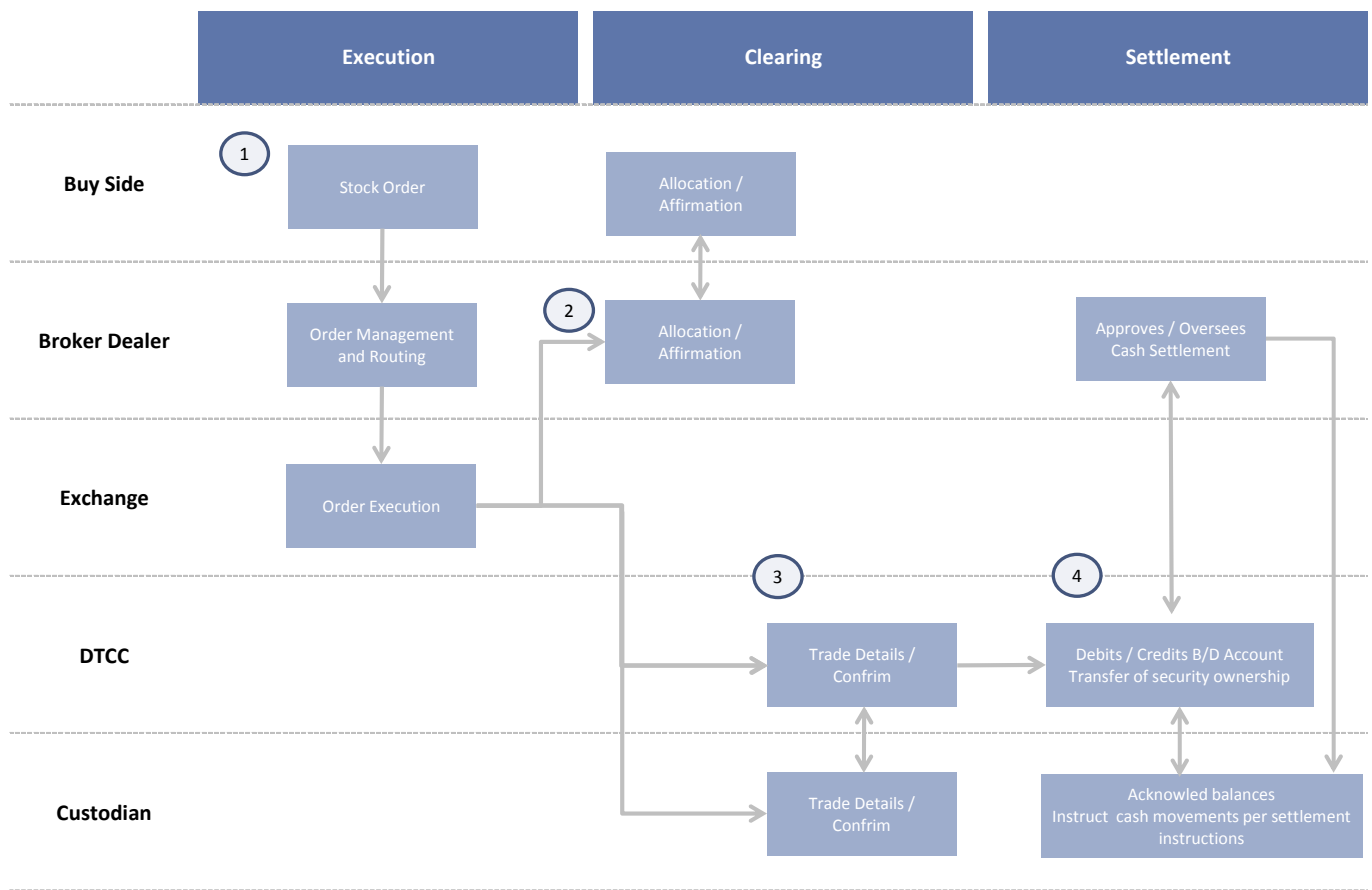 Execution
Clearing
Settlement
1
Buy Side
Stock Order
Allocation /
Affirmation
2
Broker Dealer
Order Management
and Routing
Allocation /
Affirmation
Approves / Oversees
Cash Settlement
Exchange
Order Execution
3
4
DTCC
Trade Details /
Confrim
Debits / Credits B/D Account
Transfer of security ownership
Custodian
Trade Details /
Confrim
Acknowled balances
Instruct cash movements per settlement
instructions